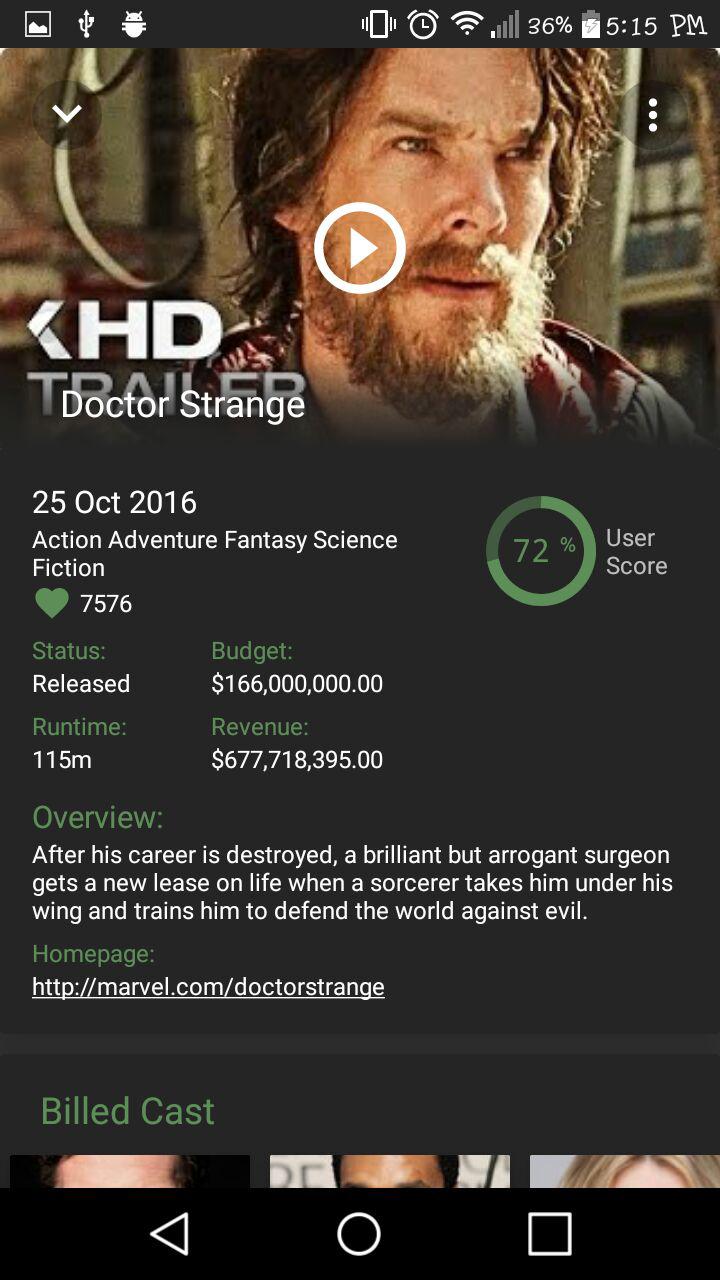 36% 5:15 PM
HD
TRAILER
Doctor Strange
25 Oct 2016
Action Adventure Fantasy Science
Fiction
7576
72 %
User
Score
Status:
Budget:
Released
$166,000,000.00
Runtime:
Revenue:
115m
$677,718,395.00
Overview:
After his career is destroyed, a brilliant but arrogant surgeon
gets a new lease on life when a sorcerer takes him under his
wing and trains him to defend the world against evil.
Homepage:
http://marvel.com/doctorstrange
Billed Cast